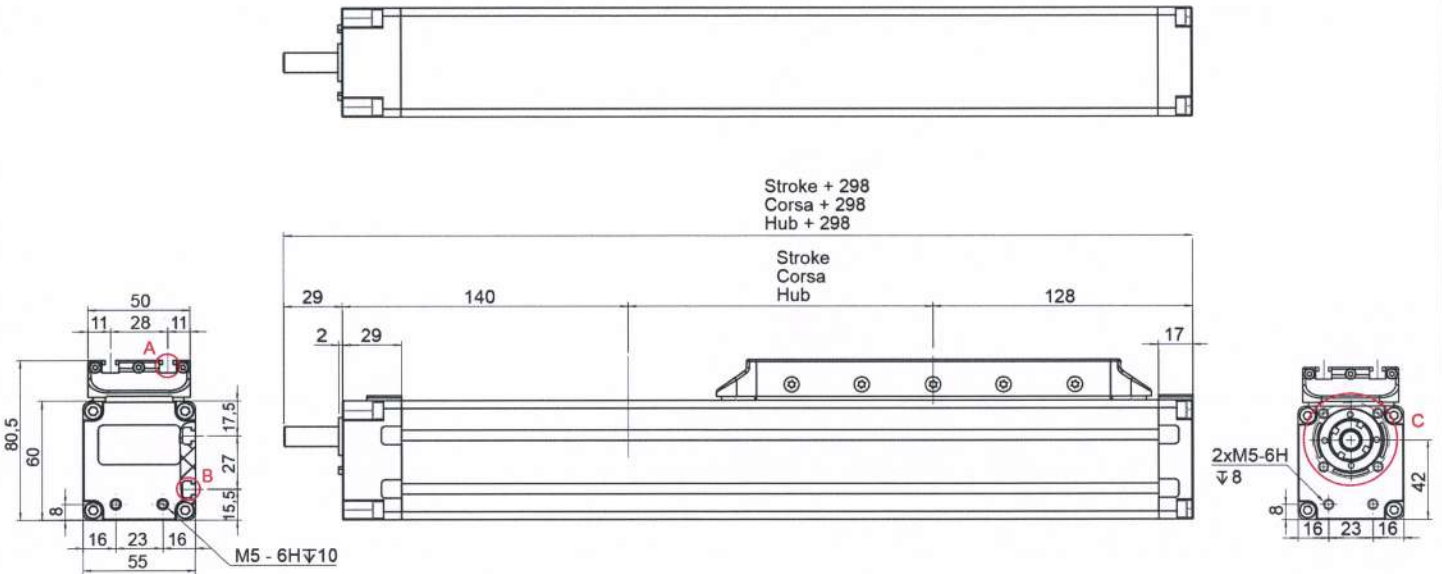 Stroke + 298
Corsa + 298
Hub + 298
Stroke
Corsa
Hub
29
140
128
2
29
17
50
11
28
11
A
80,5
60
8
17,5
27
15,5
B
16
23
16
55
M5 - 6H↧10
C
2xM5-6H
↧8
42
8
16
23
16